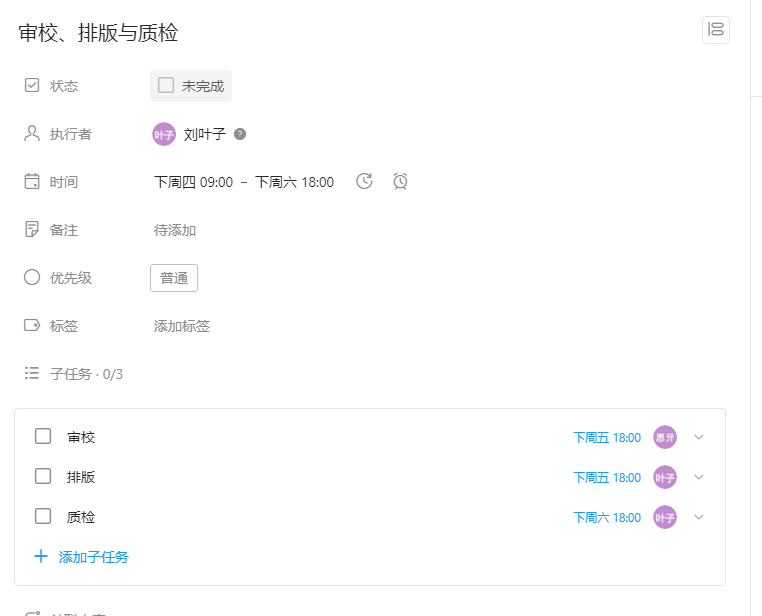 审校、排版与质检
状态 未完成
执行者 叶子 刘叶子 ?
时间 下周四 09:00 – 下周六 18:00
备注 待添加
优先级 普通
标签 添加标签
子任务 · 0/3
审校 下周五 18:00 思开
排版 下周五 18:00 叶子
质检 下周六 18:00 叶子
添加子任务